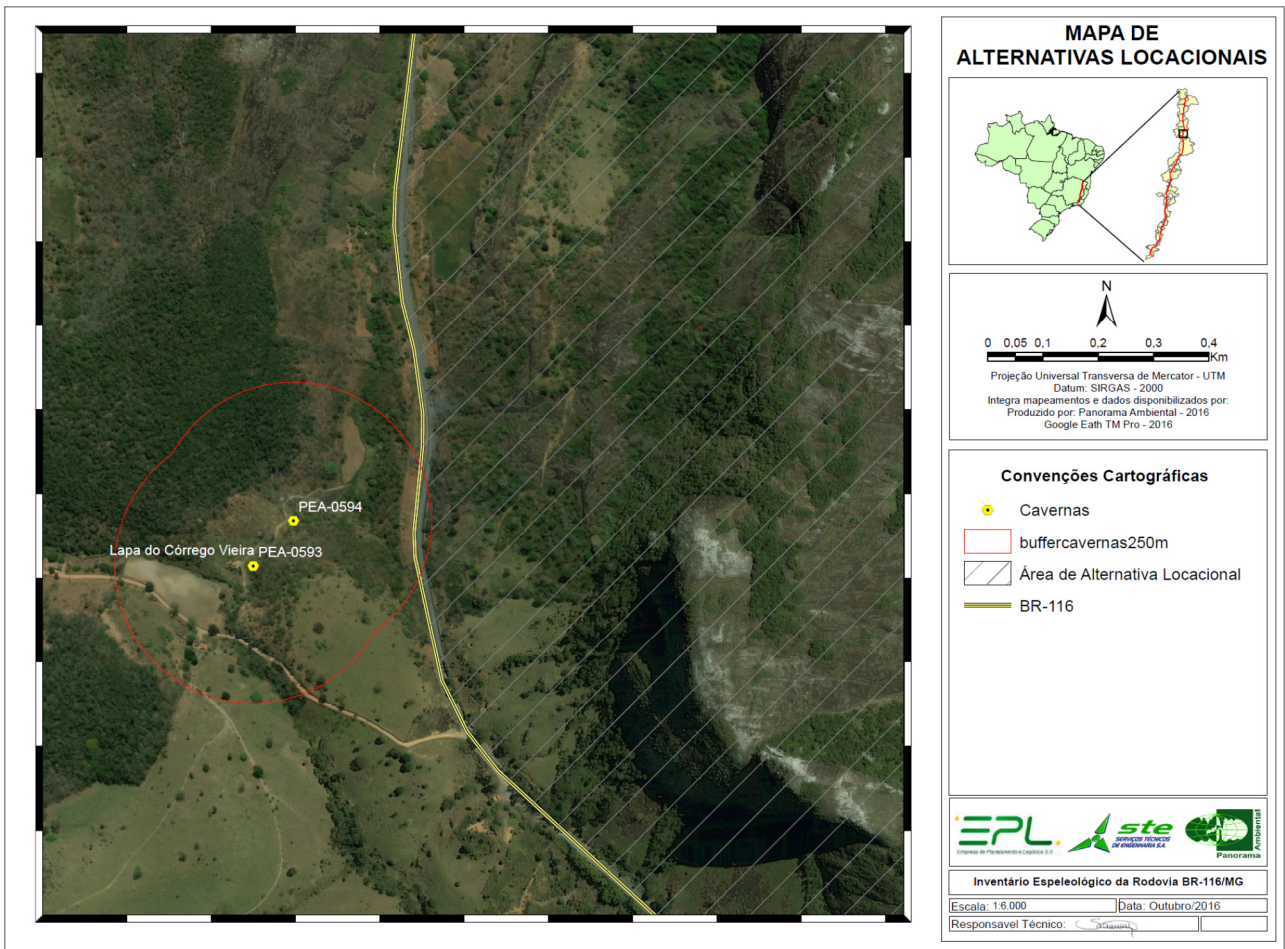 MAPA DE
ALTERNATIVAS LOCACIONAIS
N
0 0,05 0,1 0,2 0,3 0,4
Km
Projeção Universal Transversa de Mercator - UTM
Datum: SIRGAS - 2000
Integra mapeamentos e dados disponibilizados por:
Produzido por: Panorama Ambiental - 2016
Google Eath TM Pro - 2016
Convenções Cartográficas
Cavernas
buffercavernas250m
Área de Alternativa Locacional
BR-116
PEA-0594
Lapa do Córrego Vieira PEA-0593
EPL
Empresa de Planejamento e Logística S.A.
ste
SERVIÇOS TÉCNICOS
DE ENGENHARIA S.A.
Panorama
Ambiental
Inventário Espeleológico da Rodovia BR-116/MG
Escala: 1:6.000
Data: Outubro/2016
Responsavel Técnico: